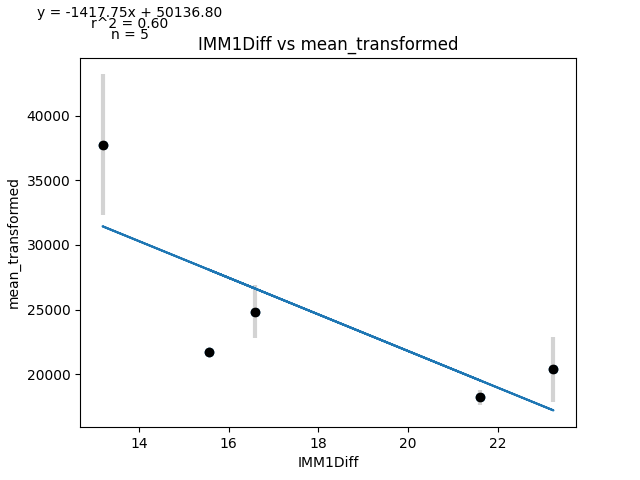 y = -1417.75x + 50136.80
r^2 = 0.60
n = 5
IMM1Diff vs mean_transformed
40000
35000
30000
25000
20000
mean_transformed
14 16 18 20 22
IMM1Diff